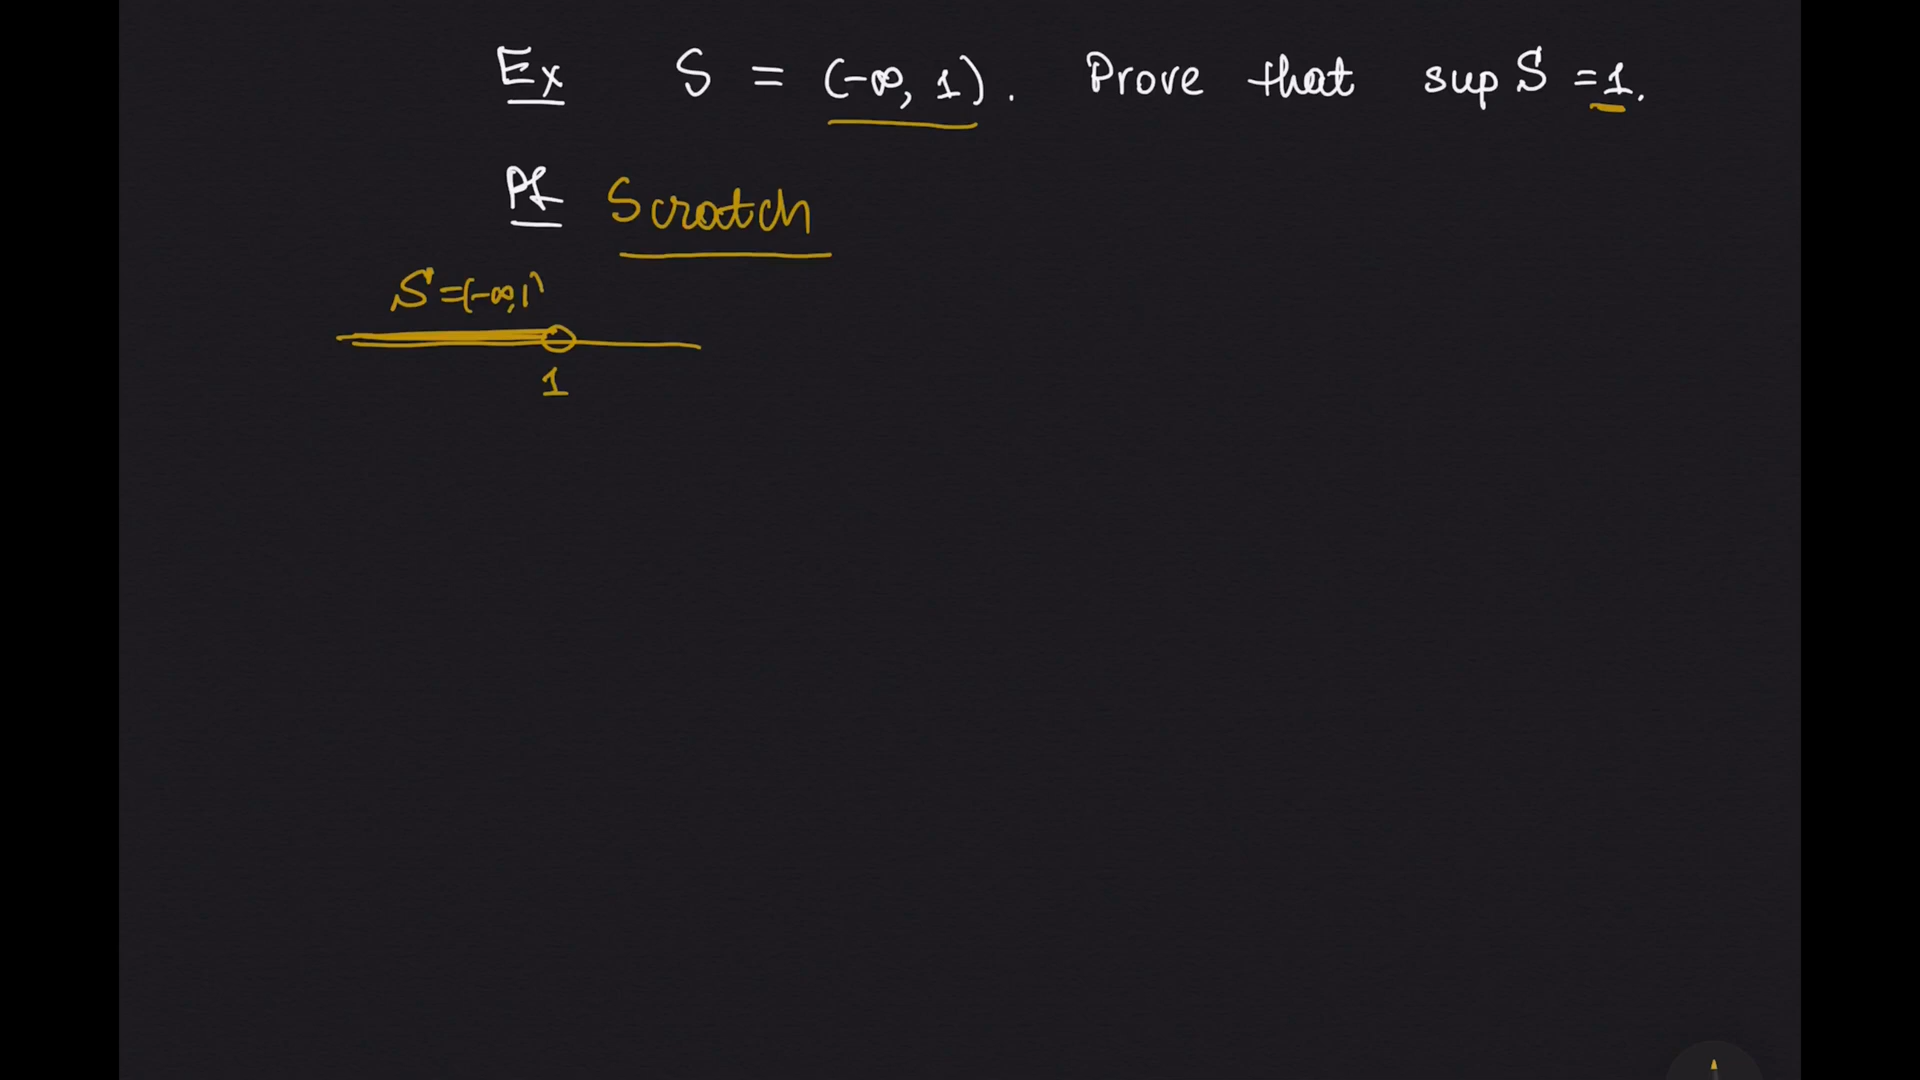 Ex S = (-∞, 1). Prove that sup S = 1.
Pf Scratch
S=(-∞,1)
1